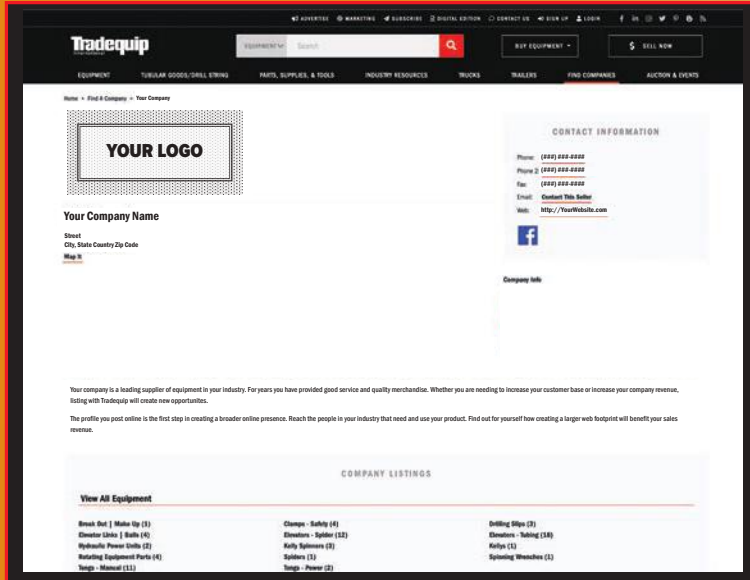 ADVERTISE MARKETING SUBSCRIBE DIGITAL EDITION CONTACT US SIGN UP LOGIN
Tradequip
International
EQUIPMENT Search
BUY EQUIPMENT
$ SELL NOW
EQUIPMENT TUBULAR GOODS/DRILL STRING PARTS, SUPPLIES, & TOOLS INDUSTRY RESOURCES TRUCKS TRAILERS FIND COMPANIES AUCTION & EVENTS
Home » Find A Company » Your Company
YOUR LOGO
Your Company Name
Street
City, State Country Zip Code
Map It
CONTACT INFORMATION
Phone: (###) ###-####
Phone 2: (###) ###-####
Fax: (###) ###-####
Email: Contact This Seller
Web: http://YourWebsite.com
Company Info
Your company is a leading supplier of equipment in your industry. For years you have provided good service and quality merchandise. Whether you are needing to increase your customer base or increase your company revenue,
listing with Tradequip will create new opportunites.
The profile you post online is the first step in creating a broader online presence. Reach the people in your industry that need and use your product. Find out for yourself how creating a larger web footprint will benefit your sales
revenue.
COMPANY LISTINGS
View All Equipment
Break Out | Make Up (1) Clamps - Safety (4) Drilling Slips (3)
Elevator Links | Bails (4) Elevators - Spider (12) Elevators - Tubing (18)
Hydraulic Power Units (2) Kelly Spinners (3) Kellys (1)
Rotating Equipment Parts (4) Spiders (1) Spinning Wrenches (1)
Tongs - Manual (11) Tongs - Power (2)